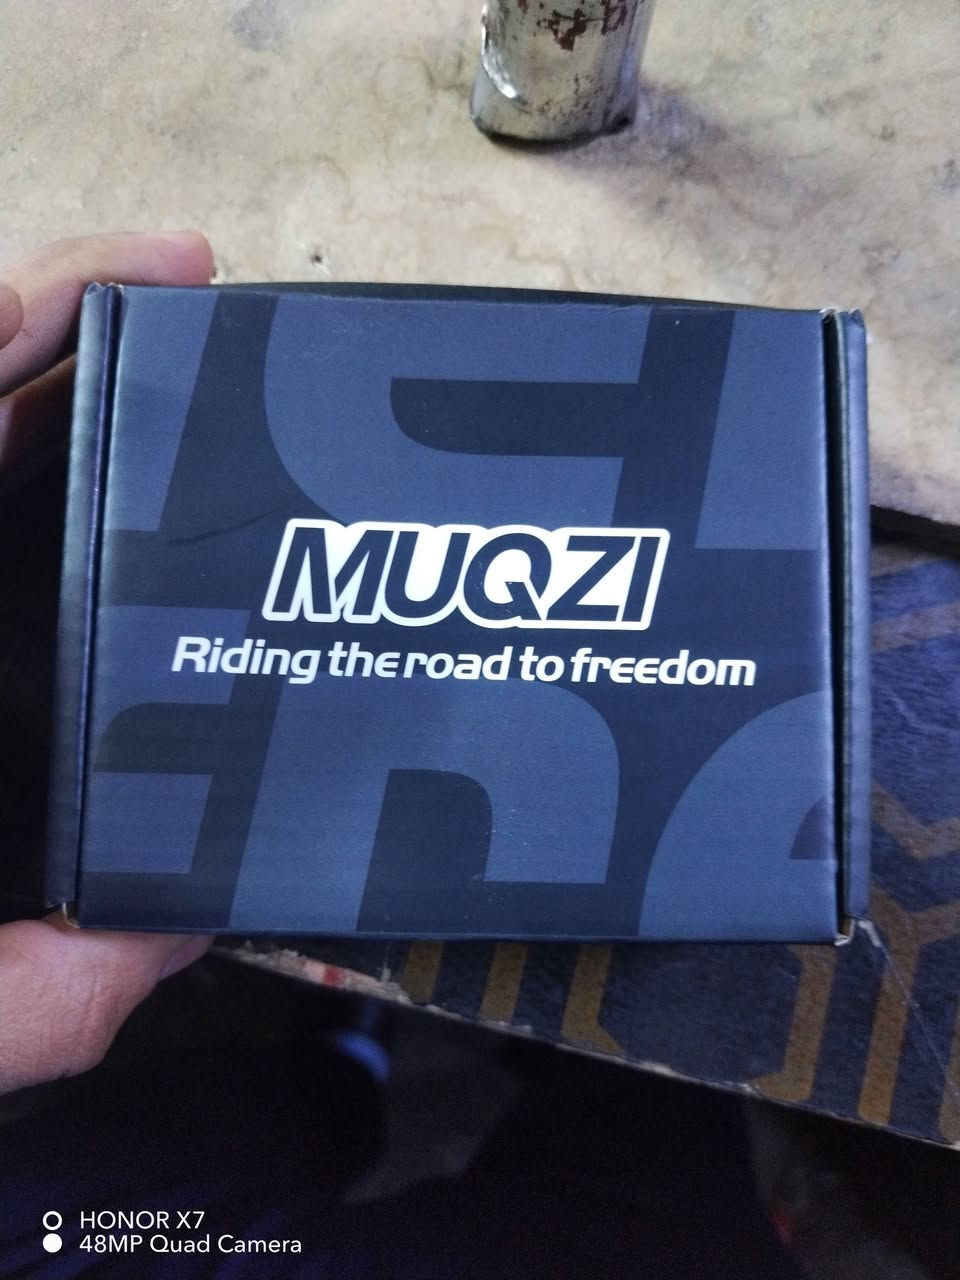 MUQZI
Riding the road to freedom
HONOR X7
48MP Quad Camera